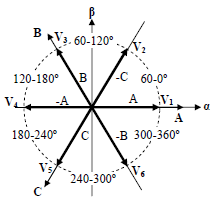 β
B V₃ 60-120° V₂
120-180° B -C 60-0°
V₄ -A A V₁ α
A
180-240° C -B 300-360°
V₅ 240-300° V₆
C